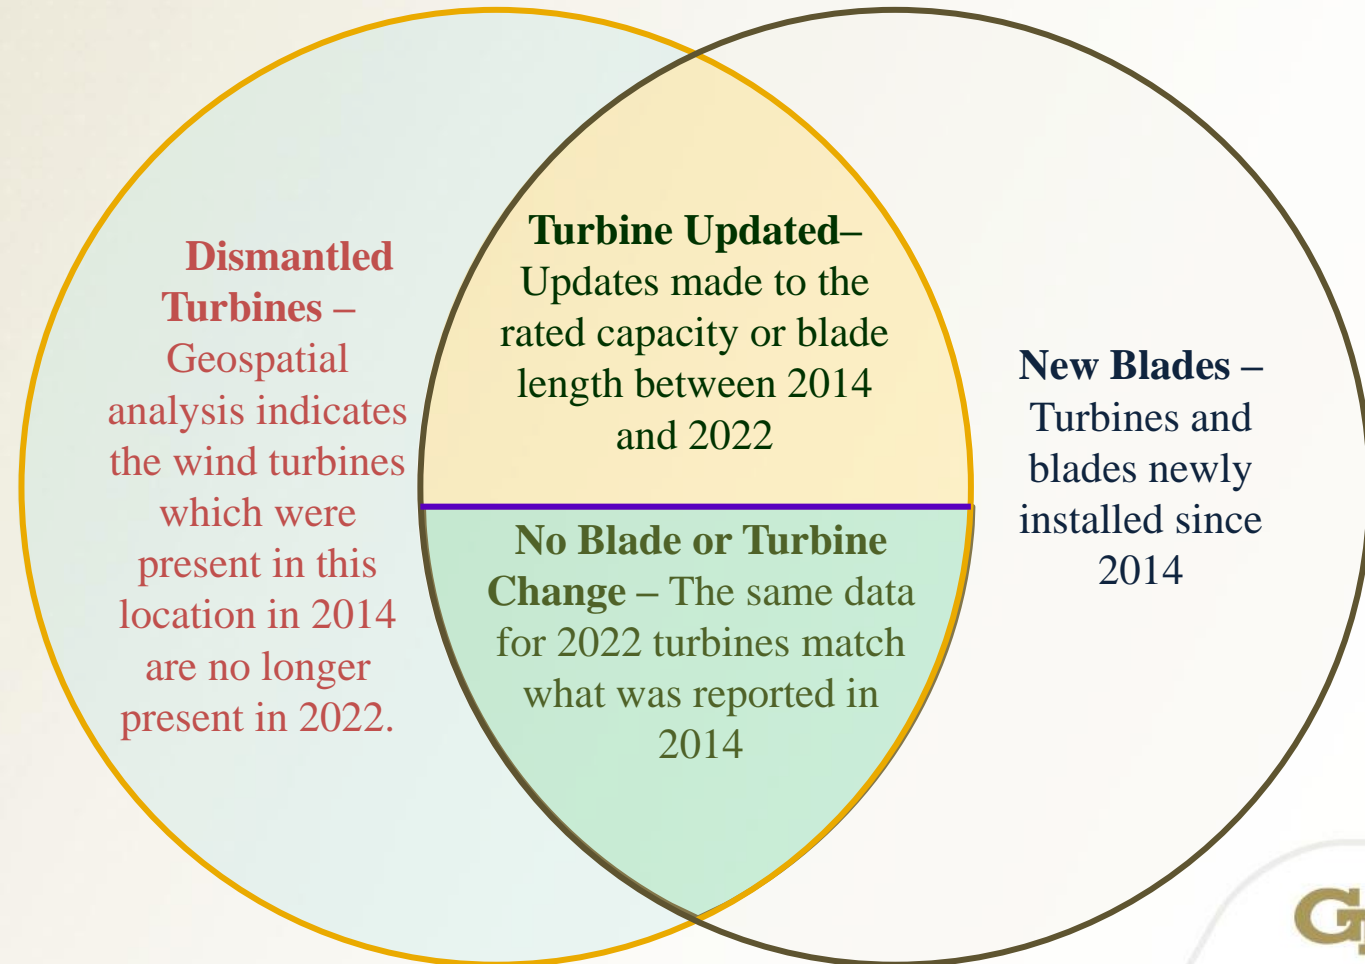 Dismantled
Turbines –
Geospatial
analysis indicates
the wind turbines
which were
present in this
location in 2014
are no longer
present in 2022.
Turbine Updated–
Updates made to the
rated capacity or blade
length between 2014
and 2022
No Blade or Turbine
Change – The same data
for 2022 turbines match
what was reported in
2014
New Blades –
Turbines and
blades newly
installed since
2014